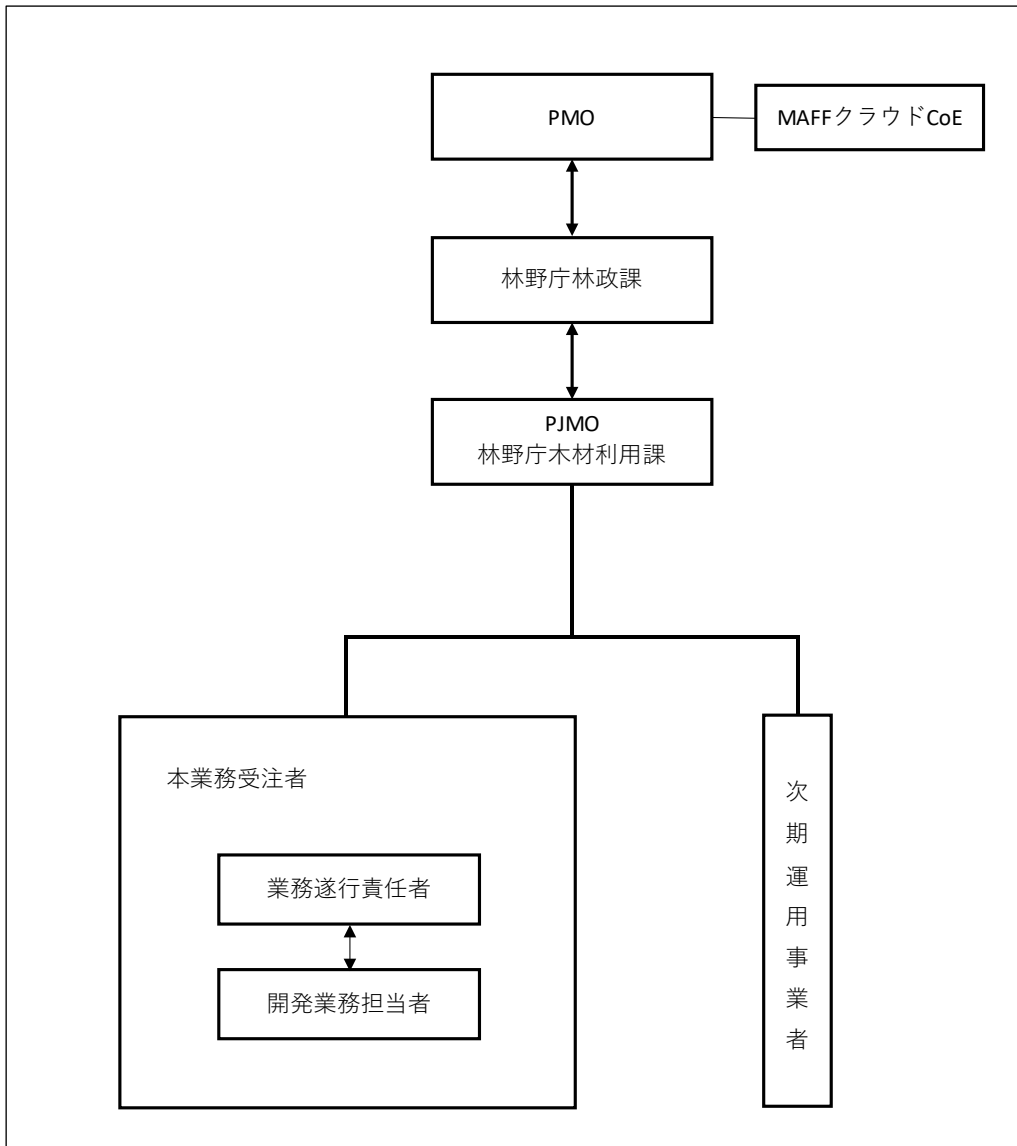 PMO
MAFFクラウドCoE
林野庁林政課
PJMO
林野庁木材利用課
本業務受注者
業務遂行責任者
開発業務担当者
次期運用事業者